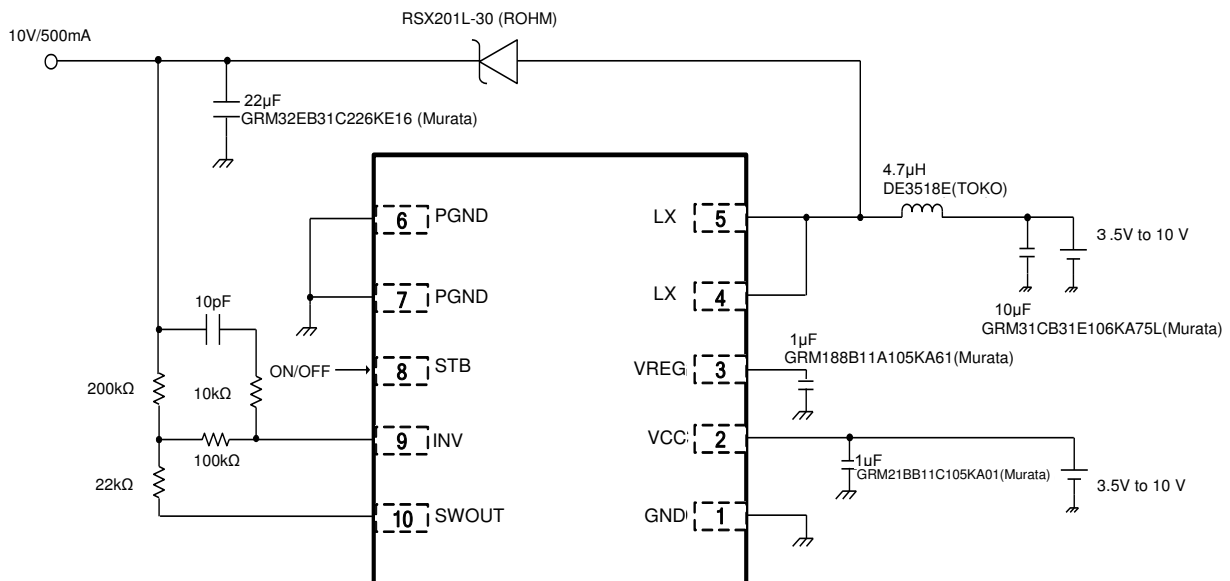 RSX201L-30 (ROHM)
10V/500mA
22µF
GRM32EB31C226KE16 (Murata)
4.7µH
DE3518E(TOKO)
6 PGND
LX 5
3.5V to 10 V
7 PGND
LX 4
10pF
10µF
GRM31CB31E106KA75L(Murata)
1µF
GRM188B11A105KA61(Murata)
ON/OFF
8 STB
VREG 3
200kΩ
10kΩ
9 INV
VCC 2
100kΩ
1uF
GRM21BB11C105KA01(Murata)
22kΩ
3.5V to 10 V
10 SWOUT
GND 1